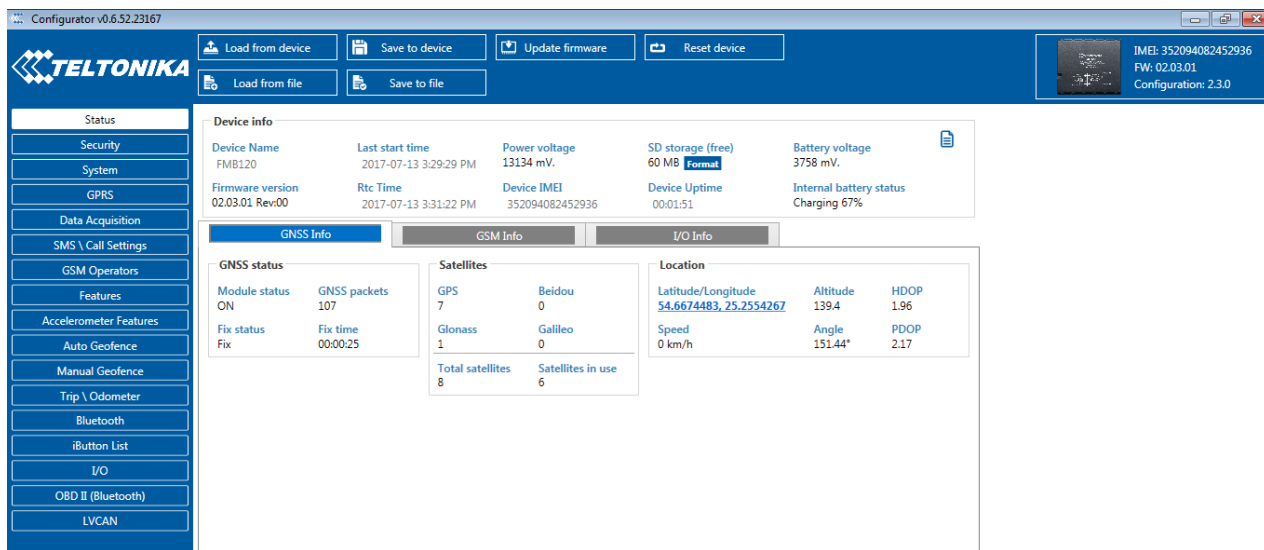 Configurator v0.6.52.23167
TELTONIKA
Load from device
Save to device
Update firmware
Reset device
Load from file
Save to file
IMEI: 352094082452936
FW: 02.03.01
Configuration: 2.3.0
Status
Security
System
GPRS
Data Acquisition
SMS \ Call Settings
GSM Operators
Features
Accelerometer Features
Auto Geofence
Manual Geofence
Trip \ Odometer
Bluetooth
iButton List
I/O
OBD II (Bluetooth)
LVCAN
Device info
Device Name Last start time Power voltage SD storage (free) Battery voltage
FMB120 2017-07-13 3:29:29 PM 13134 mV. 60 MB Format 3758 mV.
Firmware version Rtc Time Device IMEI Device Uptime Internal battery status
02.03.01 Rev:00 2017-07-13 3:31:22 PM 352094082452936 00:01:51 Charging 67%
GNSS Info GSM Info I/O Info
GNSS status
Module status GNSS packets
ON 107
Fix status Fix time
Fix 00:00:25
Satellites
GPS Beidou
7 0
Glonass Galileo
1 0
Total satellites Satellites in use
8 6
Location
Latitude/Longitude Altitude HDOP
54.6674483, 25.2554267 139.4 1.96
Speed Angle PDOP
0 km/h 151.44° 2.17